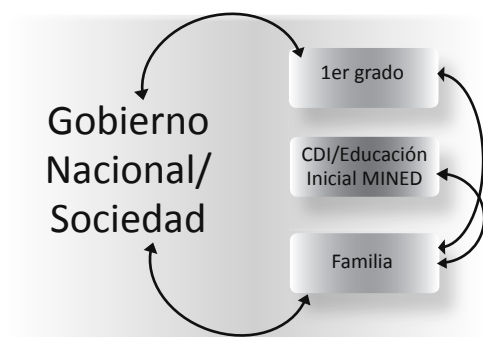 Gobierno
Nacional/
Sociedad
1er grado
CDI/Educación
Inicial MINED
Familia